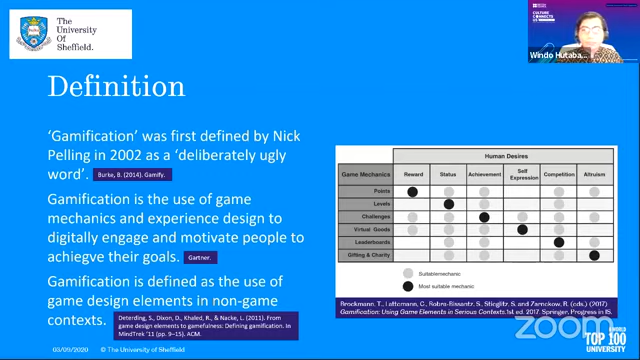 The
University
Of
Sheffield.
Definition
'Gamification' was first defined by Nick
Pelling in 2002 as a 'deliberately ugly
word'. Burke, B. (2014). Gamify.
Gamification is the use of game
mechanics and experience design to
digitally engage and motivate people to
achiegve their goals. Gartner.
Gamification is defined as the use of
game design elements in non-game
contexts.
Deterding, S., Dixon, D., Khaled, R., & Nacke, L. (2011). From
game design elements to gamefulness: Defining gamification. In
MindTrek '11 (pp. 9–15). ACM.
03/09/2020 © The University of Sheffield
CULTURE
CONNECTS
US
Windo Hutaba...
Human Desires
Game Mechanics Reward Status Achievement Self Expression Competition Altruism
Points
Levels
Challenges
Virtual Goods
Leaderboards
Gifting & Charity
Suitable mechanic
Most suitable mechanic
Gamification: Using Game Elements in Serious Contexts. 1st ed. 2017. Springer, Progress in IS.
zoom
WORLD
TOP 100
UNIVERSITY